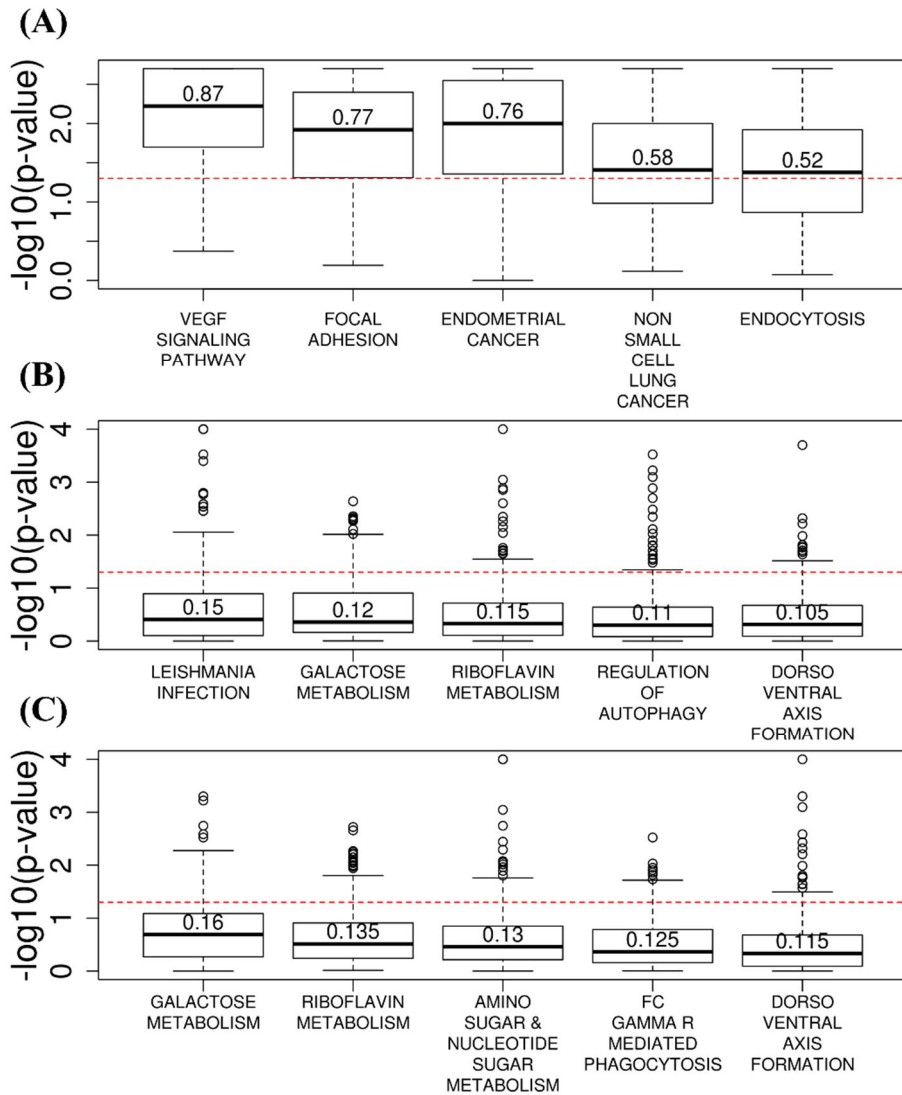 (A)
-log10(p-value)
0.0
1.0
2.0
0.87
0.77
0.76
0.58
0.52
VEGF
SIGNALING
PATHWAY
FOCAL
ADHESION
ENDOMETRIAL
CANCER
NON
SMALL
CELL
LUNG
CANCER
ENDOCYTOSIS
(B)
-log10(p-value)
0
1
2
3
4
0.15
0.12
0.115
0.11
0.105
LEISHMANIA
INFECTION
GALACTOSE
METABOLISM
RIBOFLAVIN
METABOLISM
REGULATION
OF
AUTOPHAGY
DORSO
VENTRAL
AXIS
FORMATION
(C)
-log10(p-value)
0
1
2
3
4
0.16
0.135
0.13
0.125
0.115
GALACTOSE
METABOLISM
RIBOFLAVIN
METABOLISM
AMINO
SUGAR &
NUCLEOTIDE
SUGAR
METABOLISM
FC
GAMMA R
MEDIATED
PHAGOCYTOSIS
DORSO
VENTRAL
AXIS
FORMATION